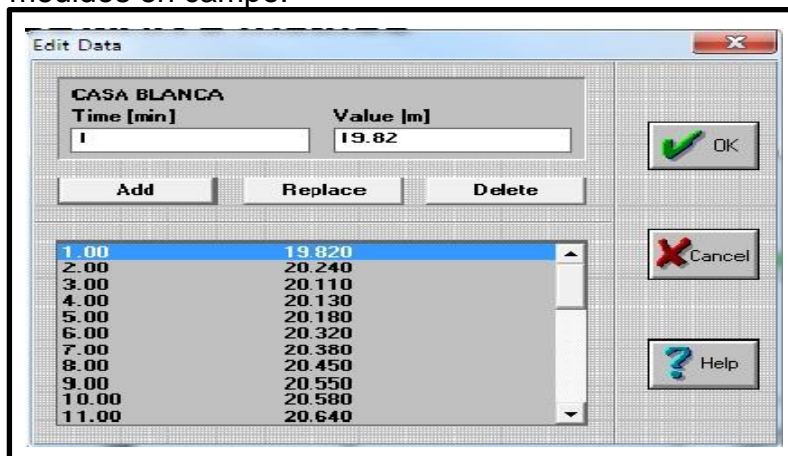 medidos en campo.
Edit Data
CASA BLANCA
Time [min] Value [m]
1 19.82
OK
Add Replace Delete
Cancel
1.00 19.820
2.00 20.240
3.00 20.110
4.00 20.130
5.00 20.180
6.00 20.320
7.00 20.380
8.00 20.450
9.00 20.550
10.00 20.580
11.00 20.640
Help